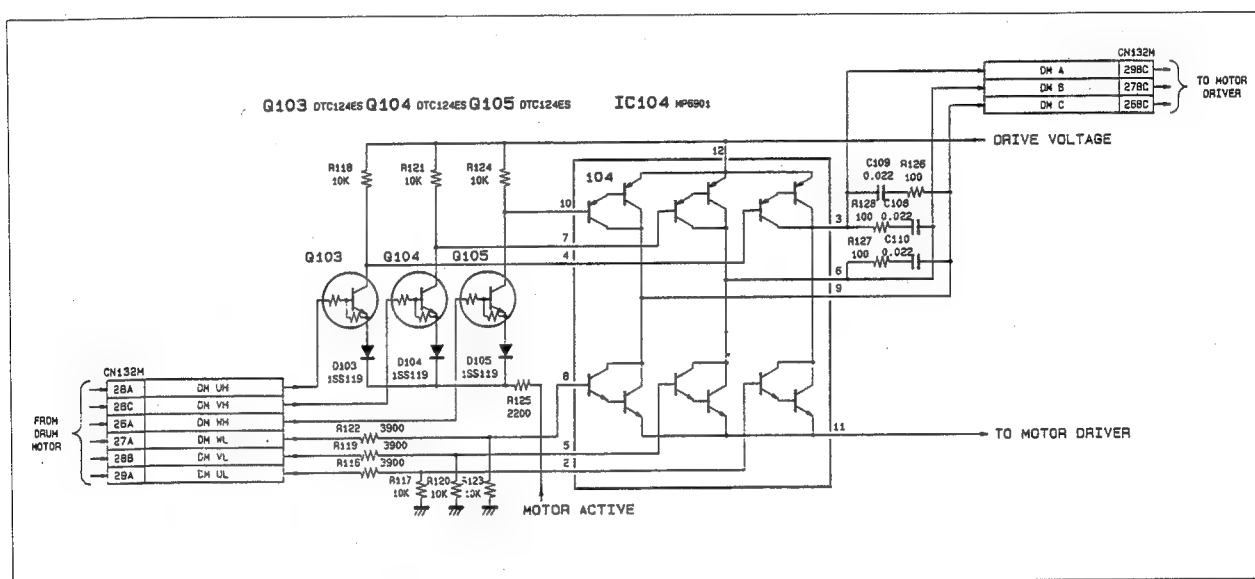 CN132M
DM A 29BC
DM B 27BC
DM C 26BC
TO MOTOR
DRIVER
Q103 DTC124ES Q104 DTC124ES Q105 DTC124ES IC104 MP6901
DRIVE VOLTAGE
12
R118
10K
R121
10K
R124
10K
104
C109
0.022
R126
100
10
3
R128
100
C108
0.022
7
4
R127
100
C110
0.022
6
9
Q103
Q104
Q105
D103
1SS119
D104
1SS119
D105
1SS119
8
R125
2200
CN132M
FROM
DRUM
MOTOR
28A DM UH
28C DM VH
26A DM WH
27A DM WL
28B DM VL
29A DM UL
R122 3900
R119 3900
R116 3900
5
2
11
TO MOTOR DRIVER
R117
10K
R120
10K
R123
10K
MOTOR ACTIVE